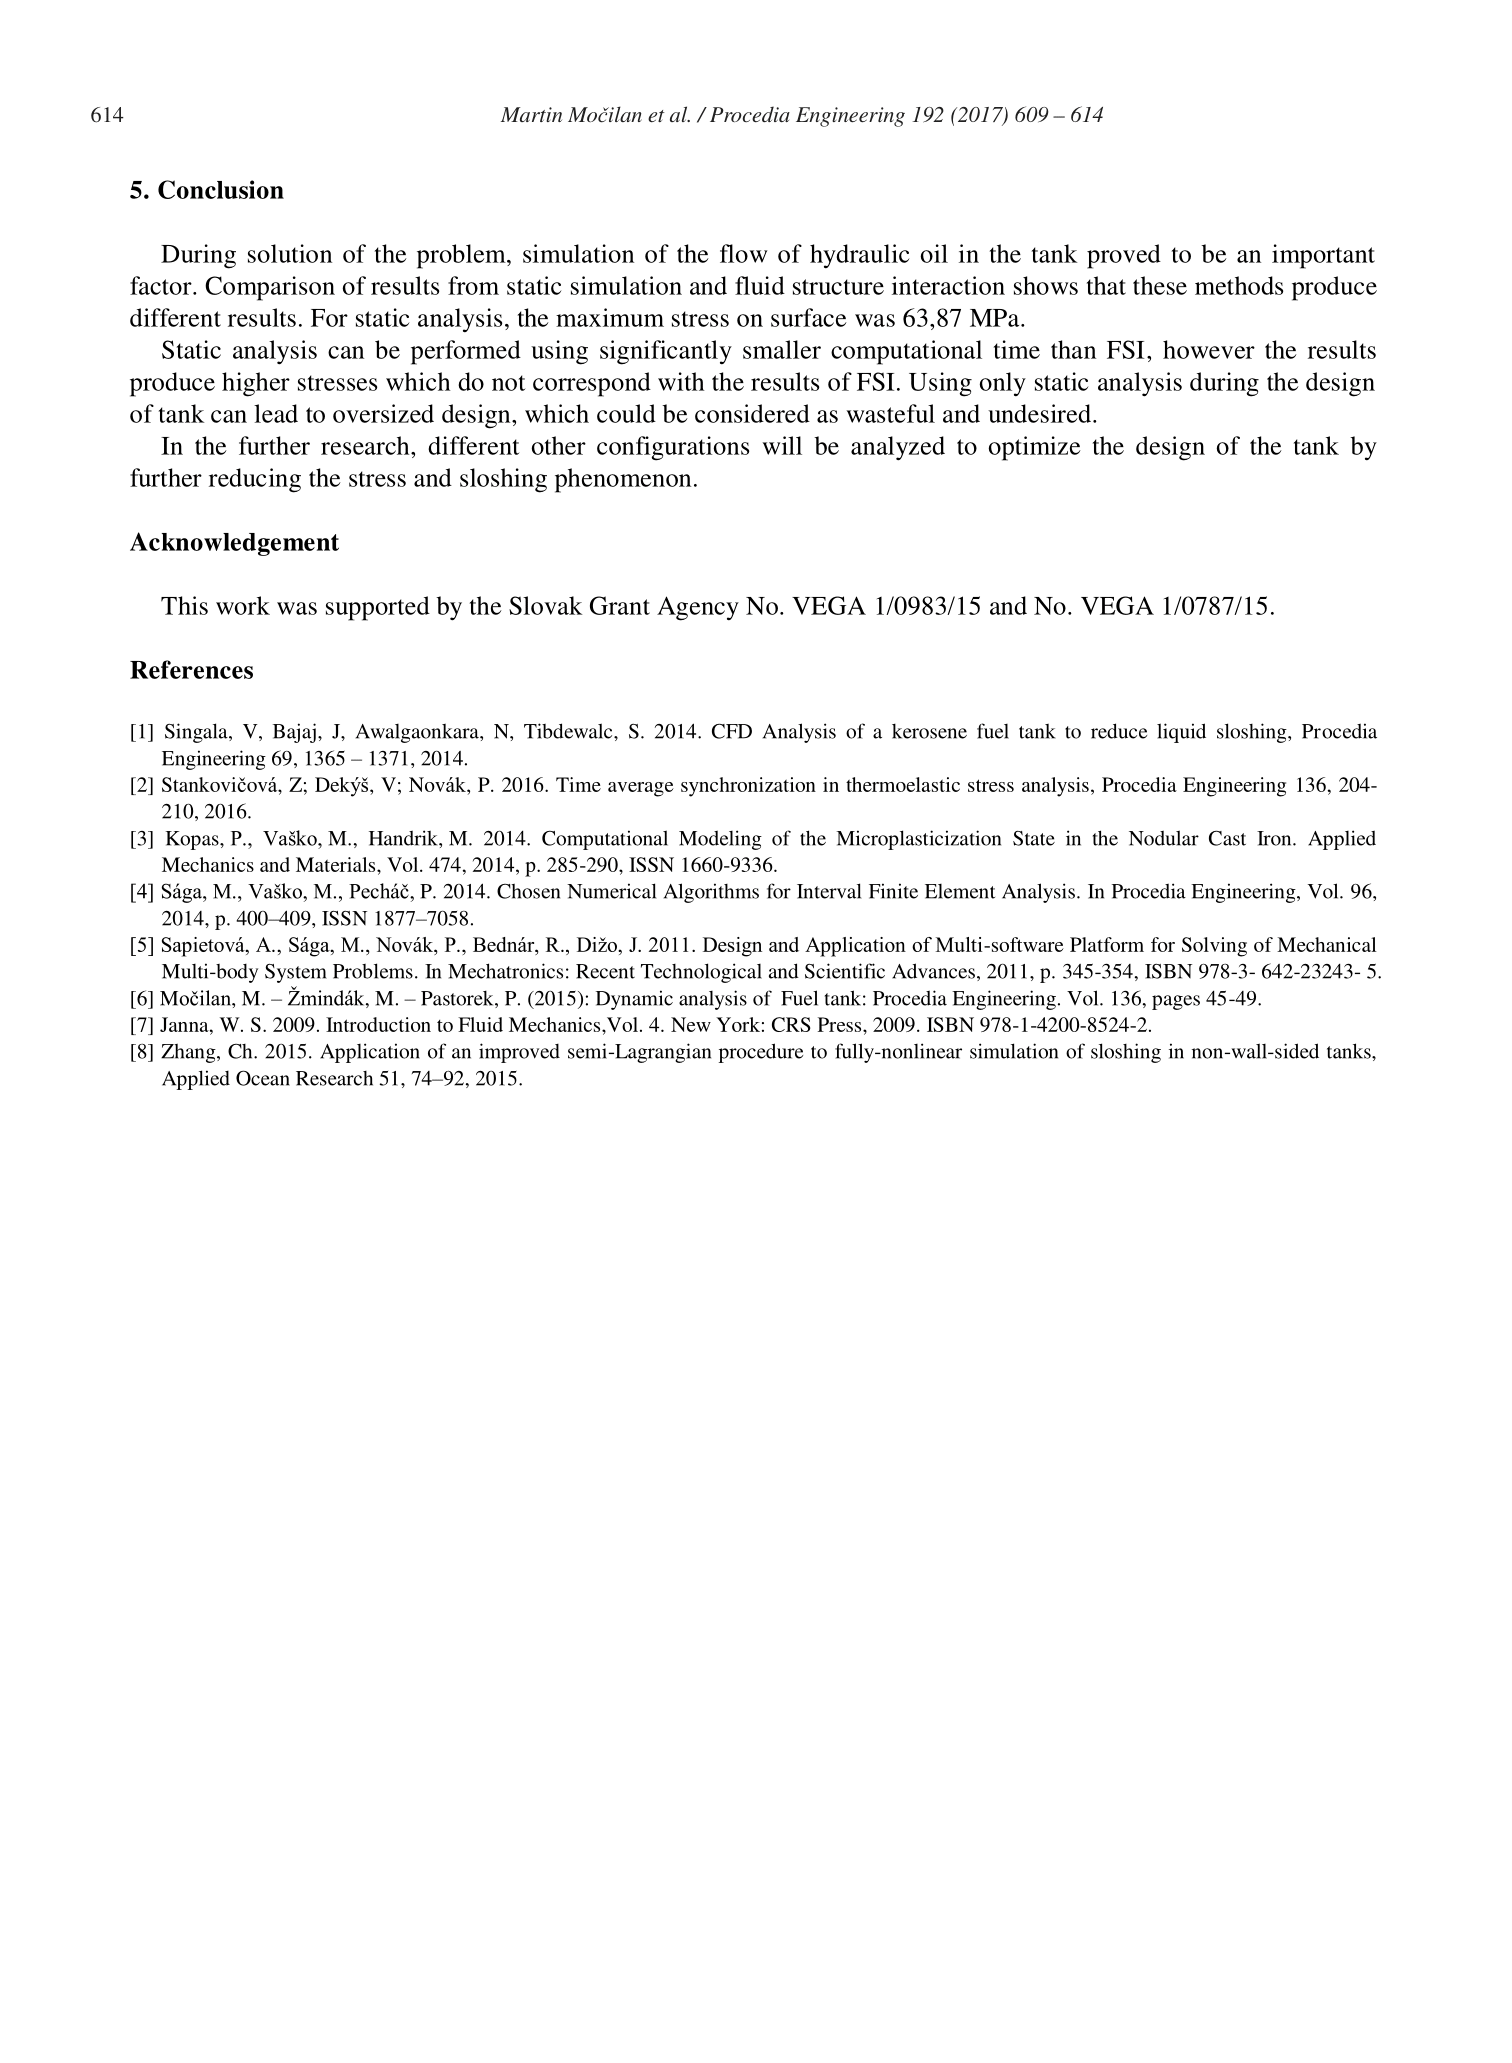 614
Martin Močilan et al. / Procedia Engineering 192 (2017) 609 – 614
5. Conclusion
During solution of the problem, simulation of the flow of hydraulic oil in the tank proved to be an important
factor. Comparison of results from static simulation and fluid structure interaction shows that these methods produce
different results. For static analysis, the maximum stress on surface was 63,87 MPa.
Static analysis can be performed using significantly smaller computational time than FSI, however the results
produce higher stresses which do not correspond with the results of FSI. Using only static analysis during the design
of tank can lead to oversized design, which could be considered as wasteful and undesired.
In the further research, different other configurations will be analyzed to optimize the design of the tank by
further reducing the stress and sloshing phenomenon.
Acknowledgement
This work was supported by the Slovak Grant Agency No. VEGA 1/0983/15 and No. VEGA 1/0787/15.
References
[1] Singala, V, Bajaj, J, Awalgaonkara, N, Tibdewalc, S. 2014. CFD Analysis of a kerosene fuel tank to reduce liquid sloshing, Procedia
Engineering 69, 1365 – 1371, 2014.
[2] Stankovičová, Z; Dekýš, V; Novák, P. 2016. Time average synchronization in thermoelastic stress analysis, Procedia Engineering 136, 204-
210, 2016.
[3] Kopas, P., Vaško, M., Handrik, M. 2014. Computational Modeling of the Microplasticization State in the Nodular Cast Iron. Applied
Mechanics and Materials, Vol. 474, 2014, p. 285-290, ISSN 1660-9336.
[4] Sága, M., Vaško, M., Pecháč, P. 2014. Chosen Numerical Algorithms for Interval Finite Element Analysis. In Procedia Engineering, Vol. 96,
2014, p. 400–409, ISSN 1877–7058.
[5] Sapietová, A., Sága, M., Novák, P., Bednár, R., Dižo, J. 2011. Design and Application of Multi-software Platform for Solving of Mechanical
Multi-body System Problems. In Mechatronics: Recent Technological and Scientific Advances, 2011, p. 345-354, ISBN 978-3- 642-23243- 5.
[6] Močilan, M. – Žmindák, M. – Pastorek, P. (2015): Dynamic analysis of Fuel tank: Procedia Engineering. Vol. 136, pages 45-49.
[7] Janna, W. S. 2009. Introduction to Fluid Mechanics,Vol. 4. New York: CRS Press, 2009. ISBN 978-1-4200-8524-2.
[8] Zhang, Ch. 2015. Application of an improved semi-Lagrangian procedure to fully-nonlinear simulation of sloshing in non-wall-sided tanks,
Applied Ocean Research 51, 74–92, 2015.